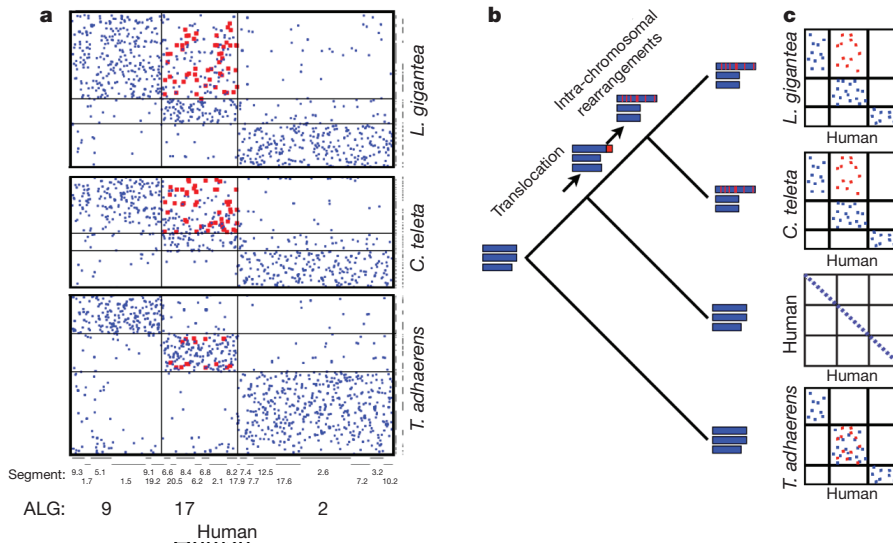 a
L. gigantea
C. teleta
T. adhaerens
Segment:
9.3 5.1 9.1 6.6 8.4 6.8 8.2 7.4 12.5 2.6 3.2
1.7 1.5 19.2 20.5 6.2 2.1 17.9 7.7 17.6 7.2 10.2
ALG: 9 17 2
Human
b
Translocation
Intra-chromosomal
rearrangements
c
L. gigantea
Human
C. teleta
Human
Human
Human
T. adhaerens
Human